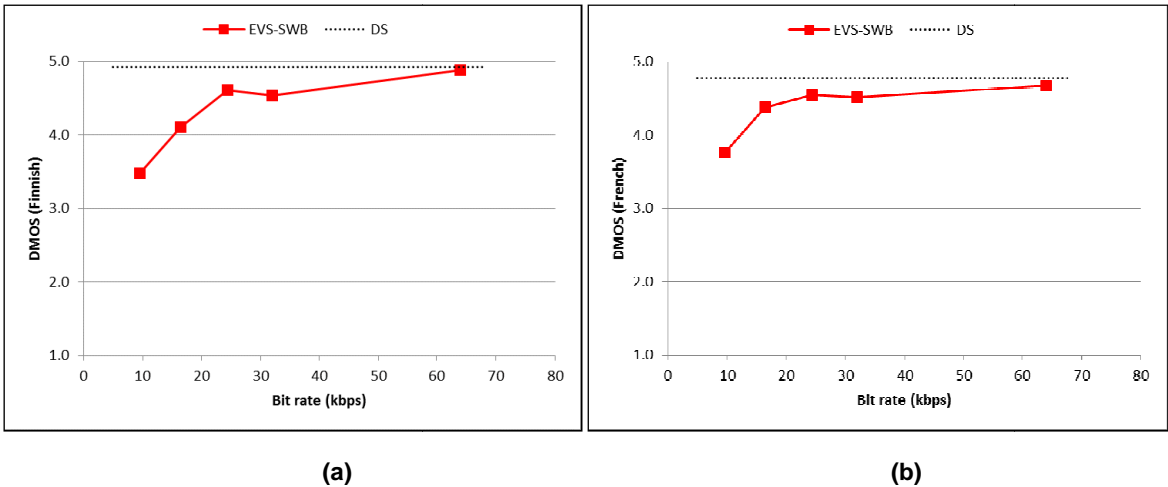 EVS-SWB DS
5.0
4.0
3.0
2.0
1.0
DMOS (Finnish)
0 10 20 30 40 50 60 70 80
Bit rate (kbps)
(a)
EVS-SWB DS
5.0
4.0
3.0
2.0
1.0
DMOS (French)
0 10 20 30 40 50 60 70 80
Bit rate (kbps)
(b)